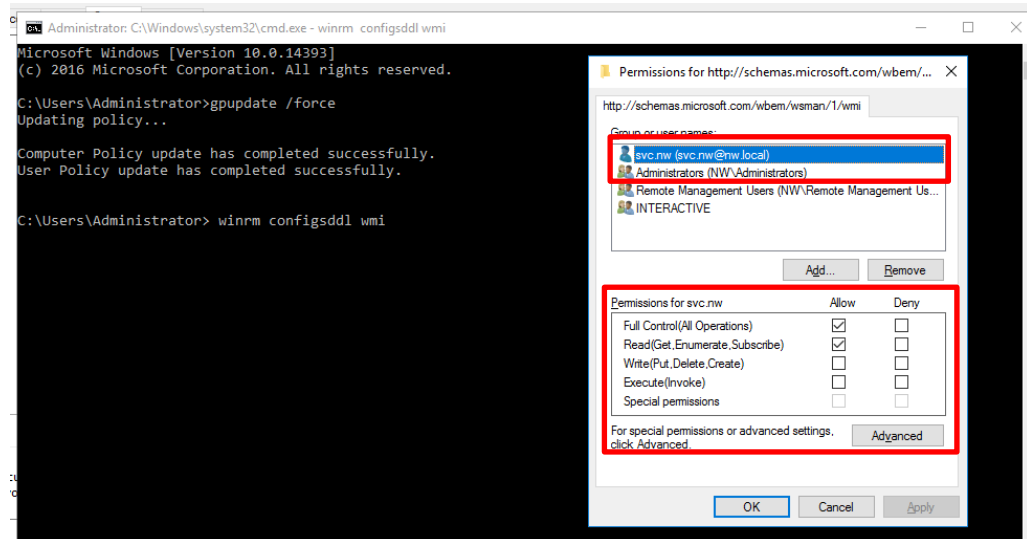 Administrator: C:\Windows\system32\cmd.exe - winrm configsddl wmi
Microsoft Windows [Version 10.0.14393]
(c) 2016 Microsoft Corporation. All rights reserved.
C:\Users\Administrator>gpupdate /force
Updating policy...
Computer Policy update has completed successfully.
User Policy update has completed successfully.
C:\Users\Administrator> winrm configsddl wmi
Permissions for http://schemas.microsoft.com/wbem/...
http://schemas.microsoft.com/wbem/wsman/1/wmi
Group or user names:
svc.nw (svc.nw@nw.local)
Administrators (NW\Administrators)
Remote Management Users (NW\Remote Management Us...
INTERACTIVE
Add... Remove
Permissions for svc.nw Allow Deny
Full Control(All Operations)
Read(Get,Enumerate,Subscribe)
Write(Put,Delete,Create)
Execute(Invoke)
Special permissions
For special permissions or advanced settings,
click Advanced.
Advanced
OK Cancel Apply